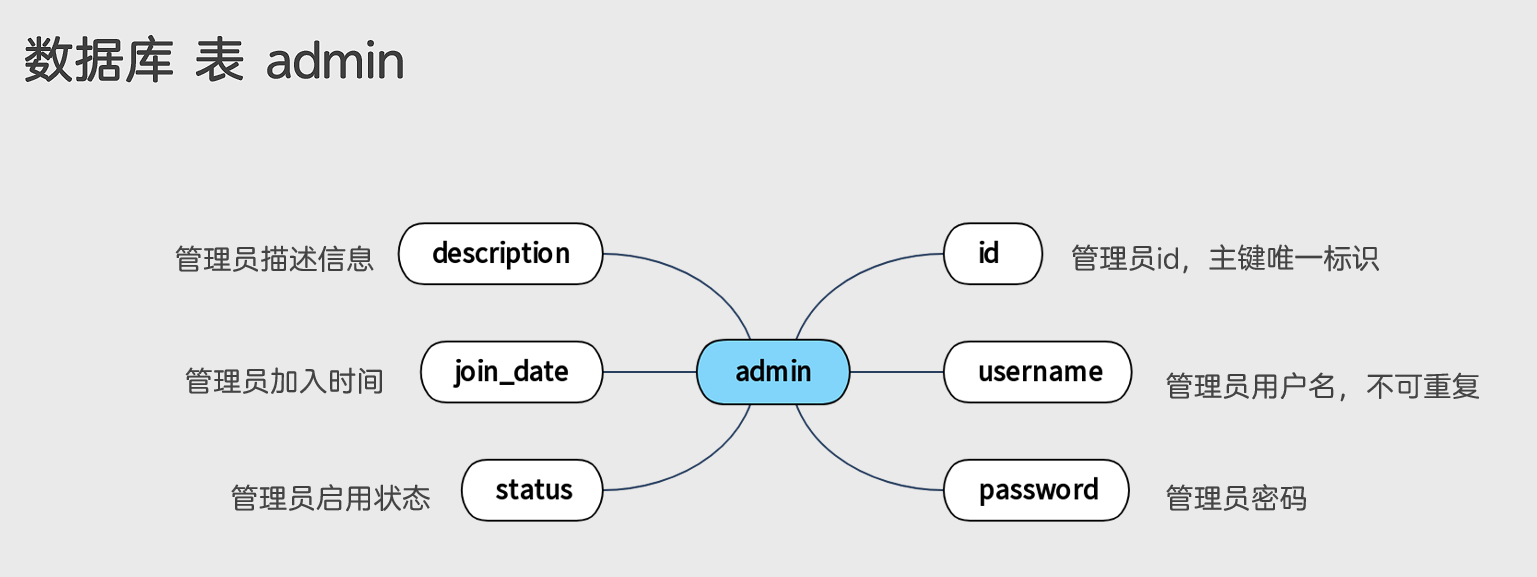 数据库 表 admin
管理员描述信息
description
id
管理员id，主键唯一标识
管理员加入时间
join_date
admin
username
管理员用户名，不可重复
管理员启用状态
status
password
管理员密码